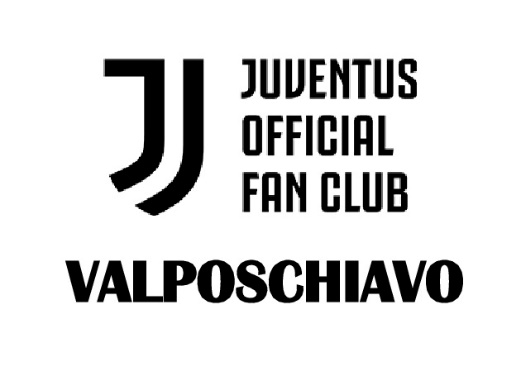 JUVENTUS
OFFICIAL
FAN CLUB
VALPOSCHIAVO